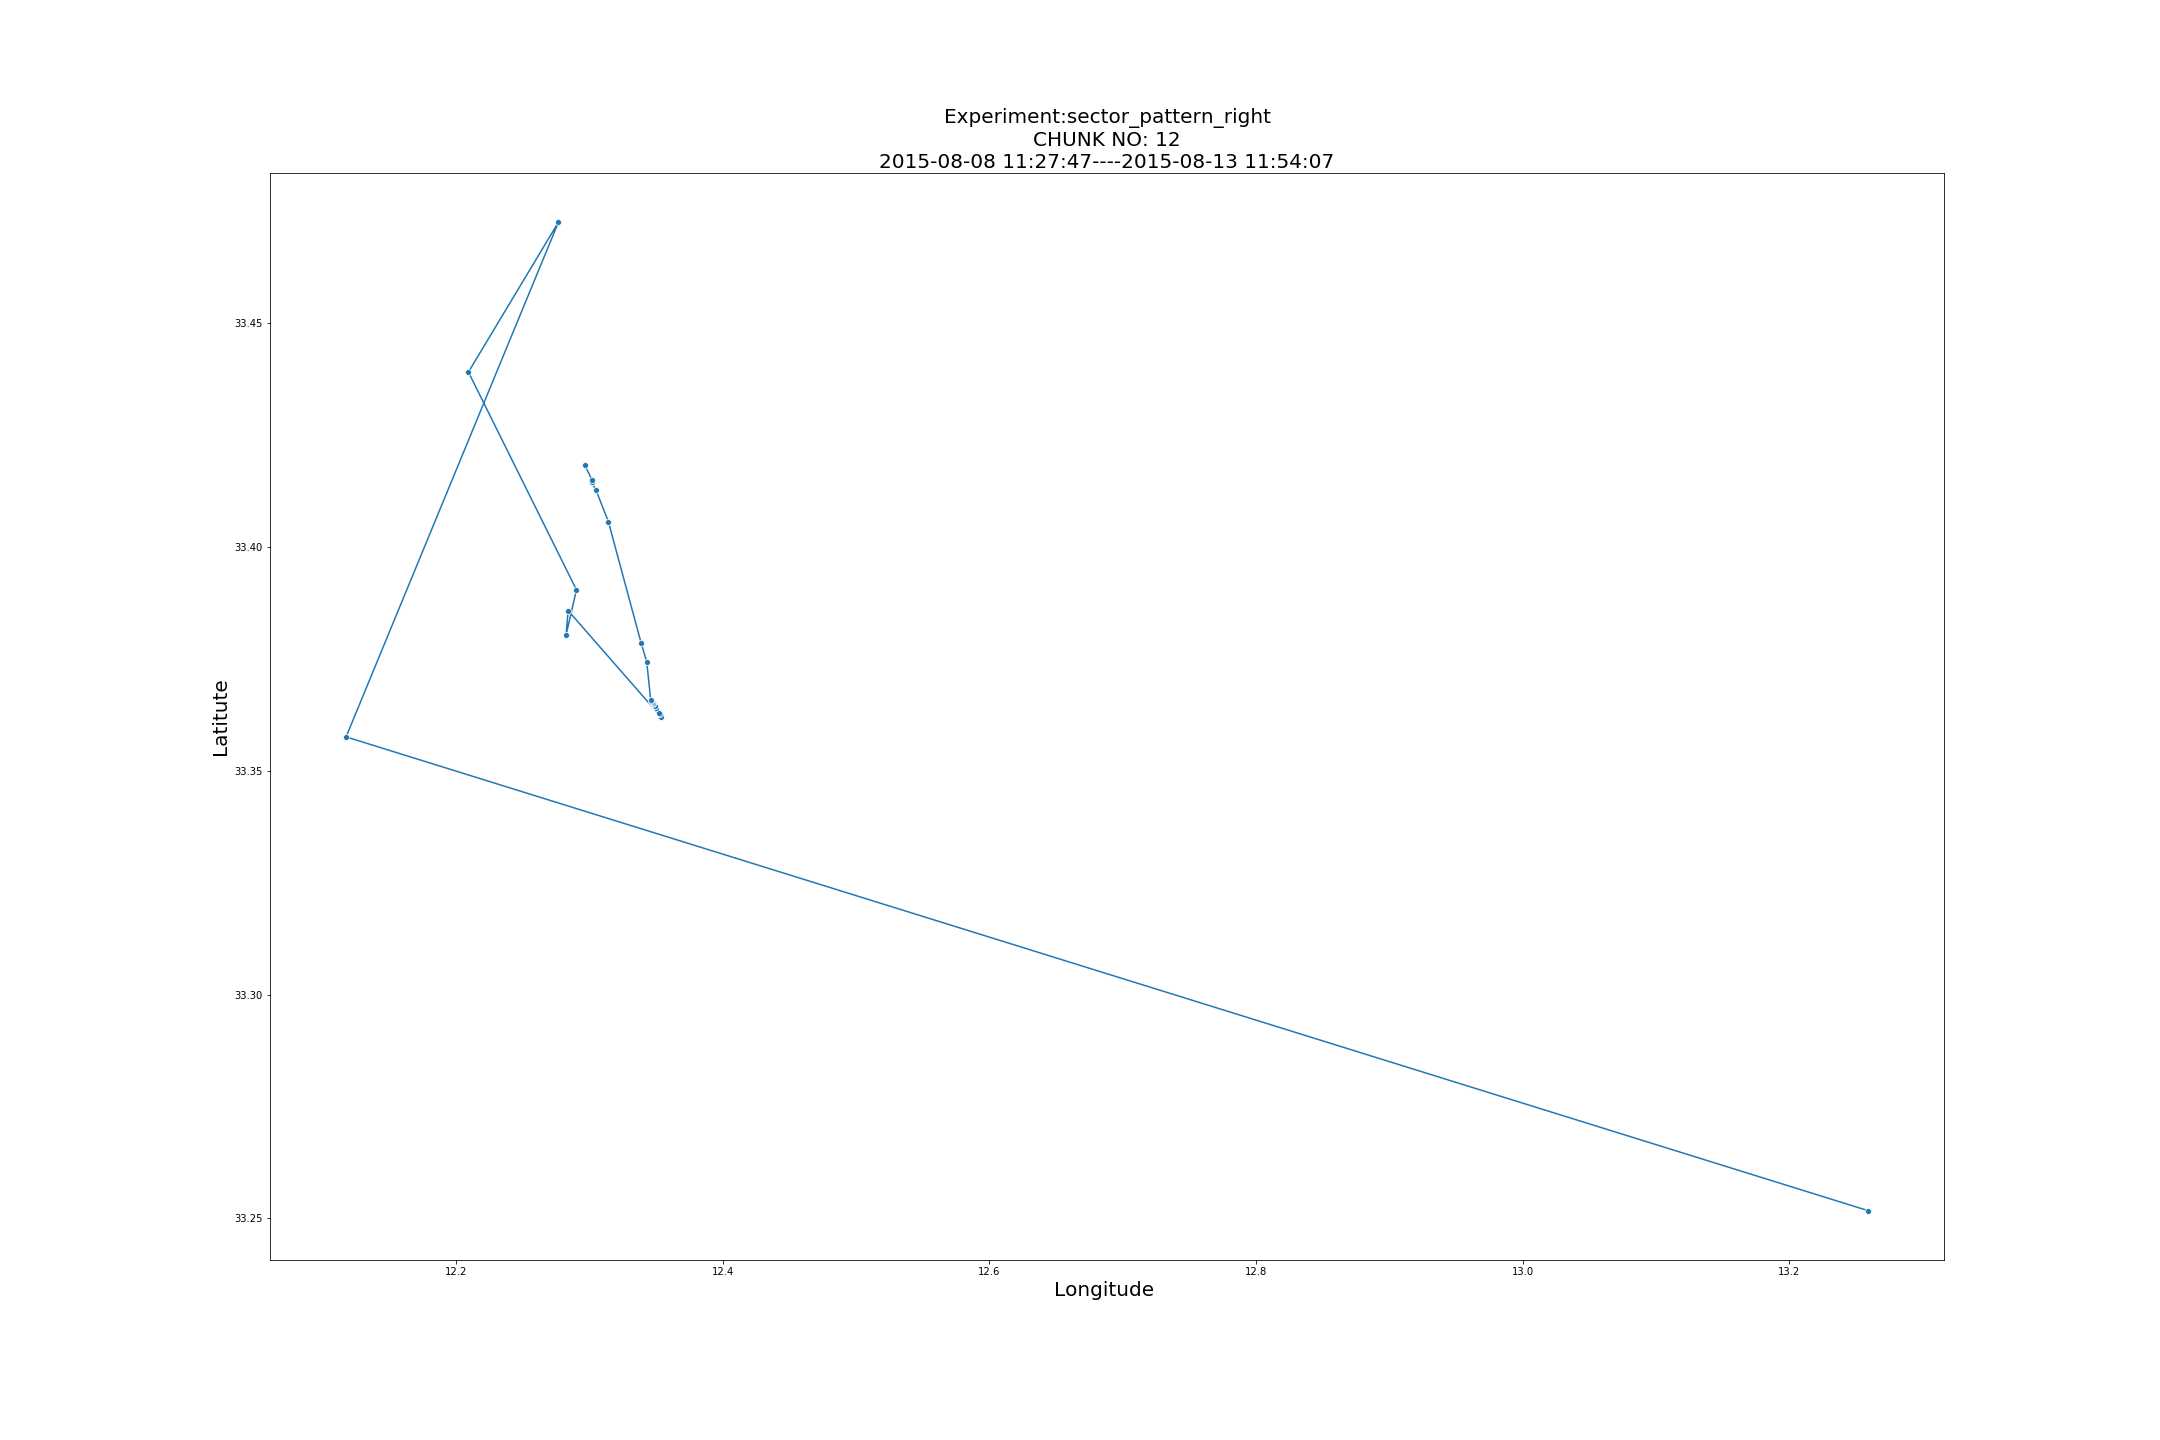 Experiment:sector_pattern_right
CHUNK NO: 12
2015-08-08 11:27:47----2015-08-13 11:54:07
33.45
33.40
33.35
33.30
33.25
Latitute
12.2
12.4
12.6
12.8
13.0
13.2
Longitude